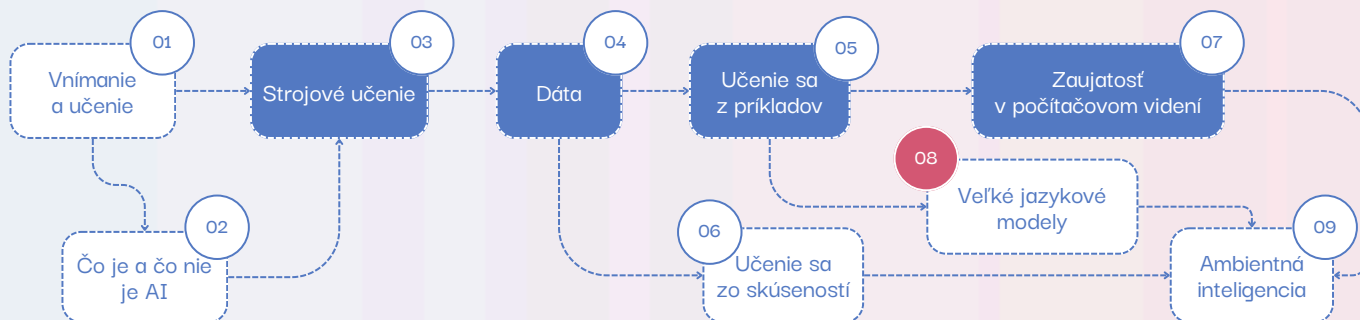 01
Vnímanie
a učenie
02
Čo je a čo nie
je AI
03
Strojové učenie
04
Dáta
05
Učenie sa
z príkladov
06
Učenie sa
zo skúseností
07
Zaujatosť
v počítačovom videní
08
Veľké jazykové
modely
09
Ambientná
inteligencia